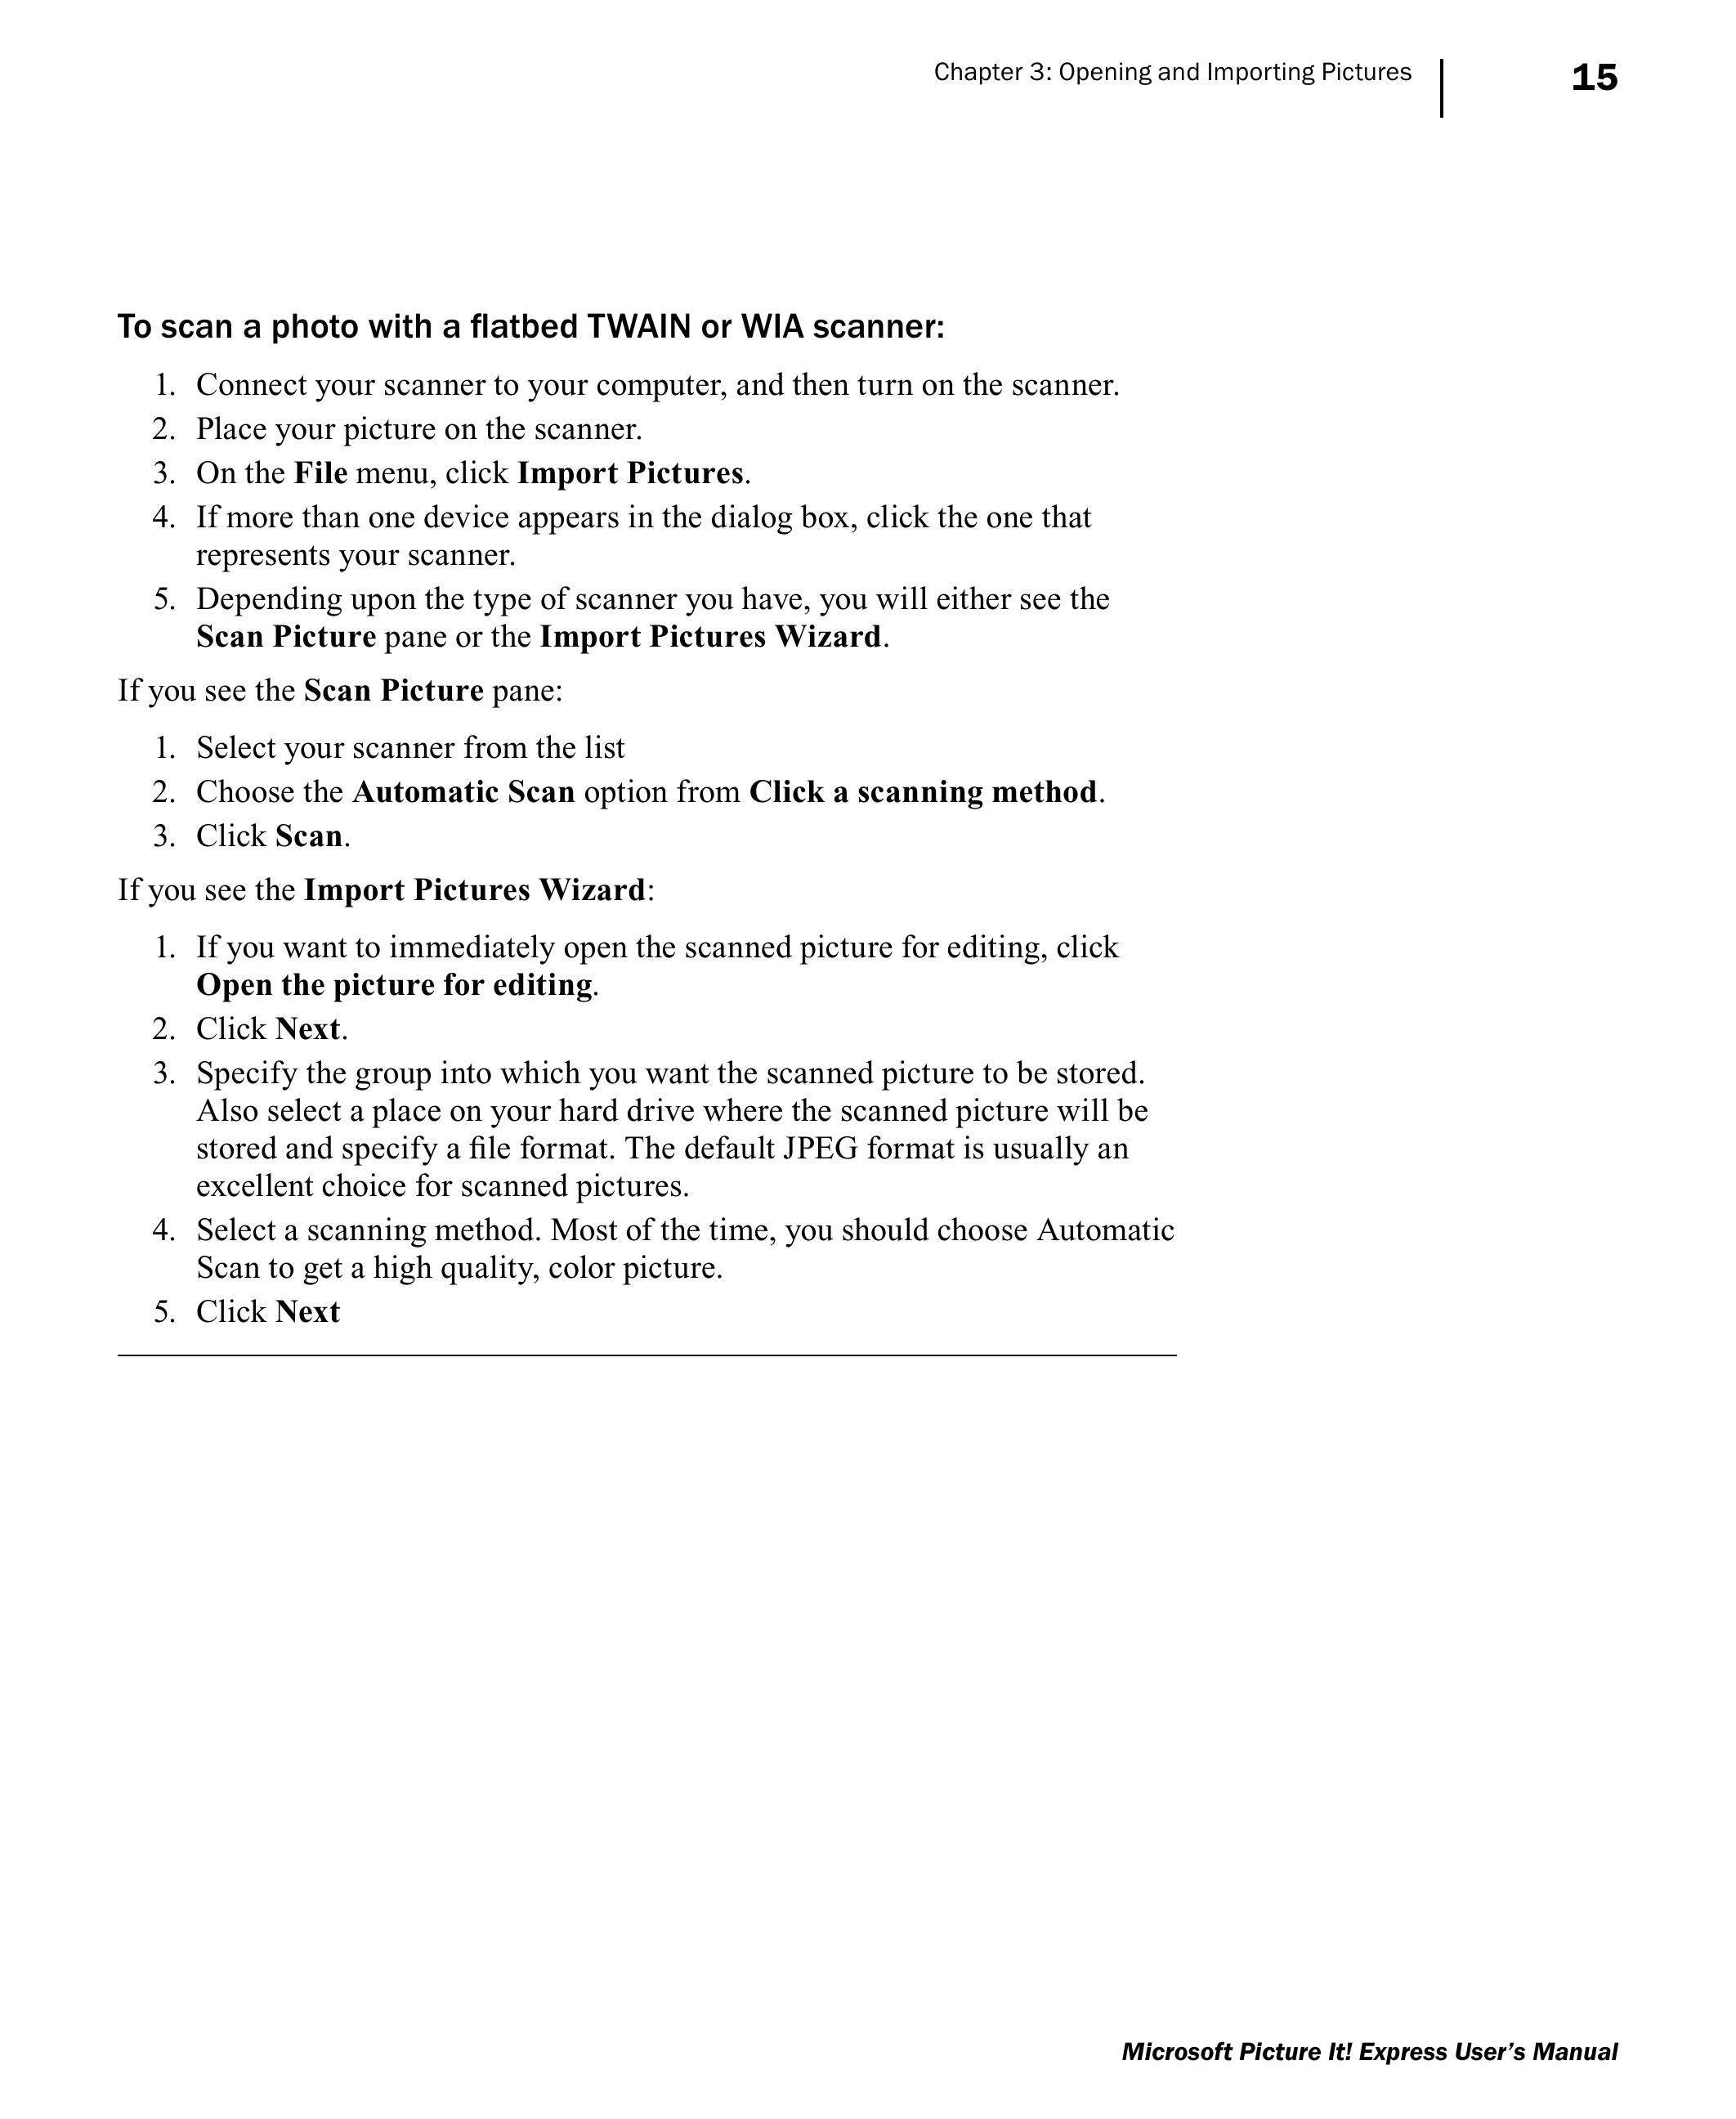 Chapter 3: Opening and Importing Pictures 15
To scan a photo with a flatbed TWAIN or WIA scanner:
1. Connect your scanner to your computer, and then turn on the scanner.
2. Place your picture on the scanner.
3. On the File menu, click Import Pictures.
4. If more than one device appears in the dialog box, click the one that
represents your scanner.
5. Depending upon the type of scanner you have, you will either see the
Scan Picture pane or the Import Pictures Wizard.
If you see the Scan Picture pane:
1. Select your scanner from the list
2. Choose the Automatic Scan option from Click a scanning method.
3. Click Scan.
If you see the Import Pictures Wizard:
1. If you want to immediately open the scanned picture for editing, click
Open the picture for editing.
2. Click Next.
3. Specify the group into which you want the scanned picture to be stored.
Also select a place on your hard drive where the scanned picture will be
stored and specify a file format. The default JPEG format is usually an
excellent choice for scanned pictures.
4. Select a scanning method. Most of the time, you should choose Automatic
Scan to get a high quality, color picture.
5. Click Next
Microsoft Picture It! Express User’s Manual